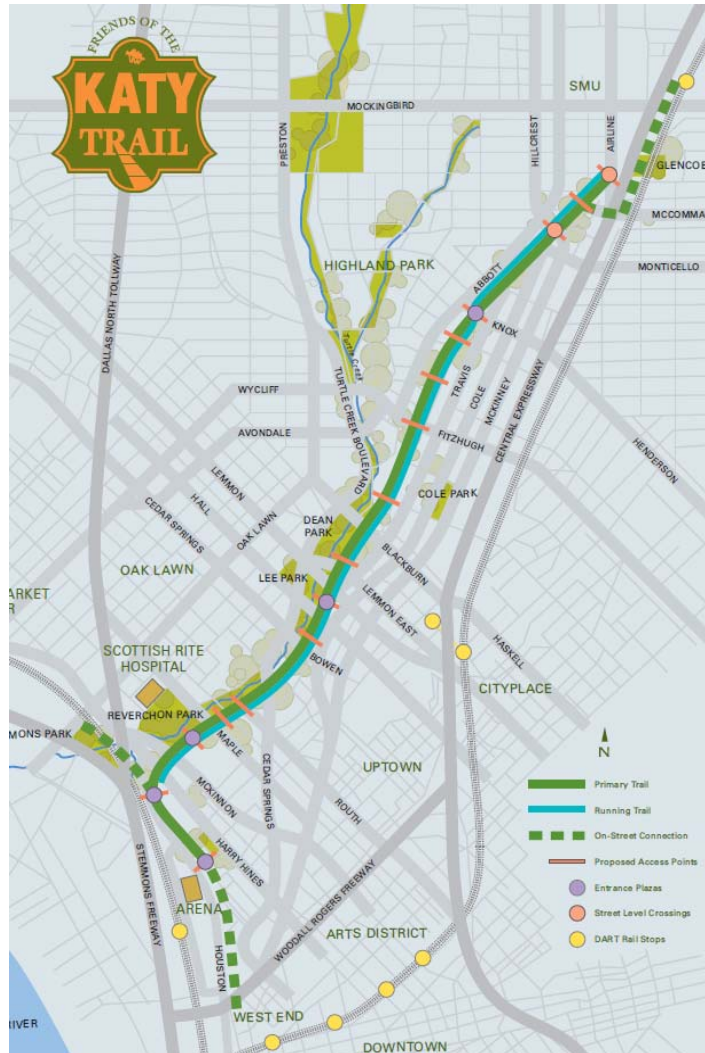 FRIENDS OF THE
KATY
TRAIL
SMU
MOCKINGBIRD
PRESTON
HILLCREST
AIRLINE
GLENCOE
MCCOMMA
MONTICELLO
DALLAS NORTH TOLLWAY
HIGHLAND PARK
ABBOTT
KNOX
Turtle Creek
TURTLE CREEK BOULEVARD
TRAVIS
COLE
MCKINNEY
CENTRAL EXPRESSWAY
WYCLIFF
AVONDALE
FITZHUGH
HENDERSON
LEMMON
HALL
CEDAR SPRINGS
OAK LAWN
COLE PARK
DEAN
PARK
BLACKBURN
OAK LAWN
LEE PARK
LEMMON EAST
ARKET
R
HASKELL
SCOTTISH RITE
HOSPITAL
BOWEN
CITYPLACE
REVERCHON PARK
MONS PARK
MAPLE
CEDAR SPRINGS
UPTOWN
N
MCKINNON
ROUTH
Primary Trail
Running Trail
On-Street Connection
Proposed Access Points
Entrance Plazas
Street Level Crossings
DART Rail Stops
HARRY HINES
STEMMONS FREEWAY
ARENA
WOODALL ROGERS FREEWAY
ARTS DISTRICT
HOUSTON
WEST END
RIVER
DOWNTOWN